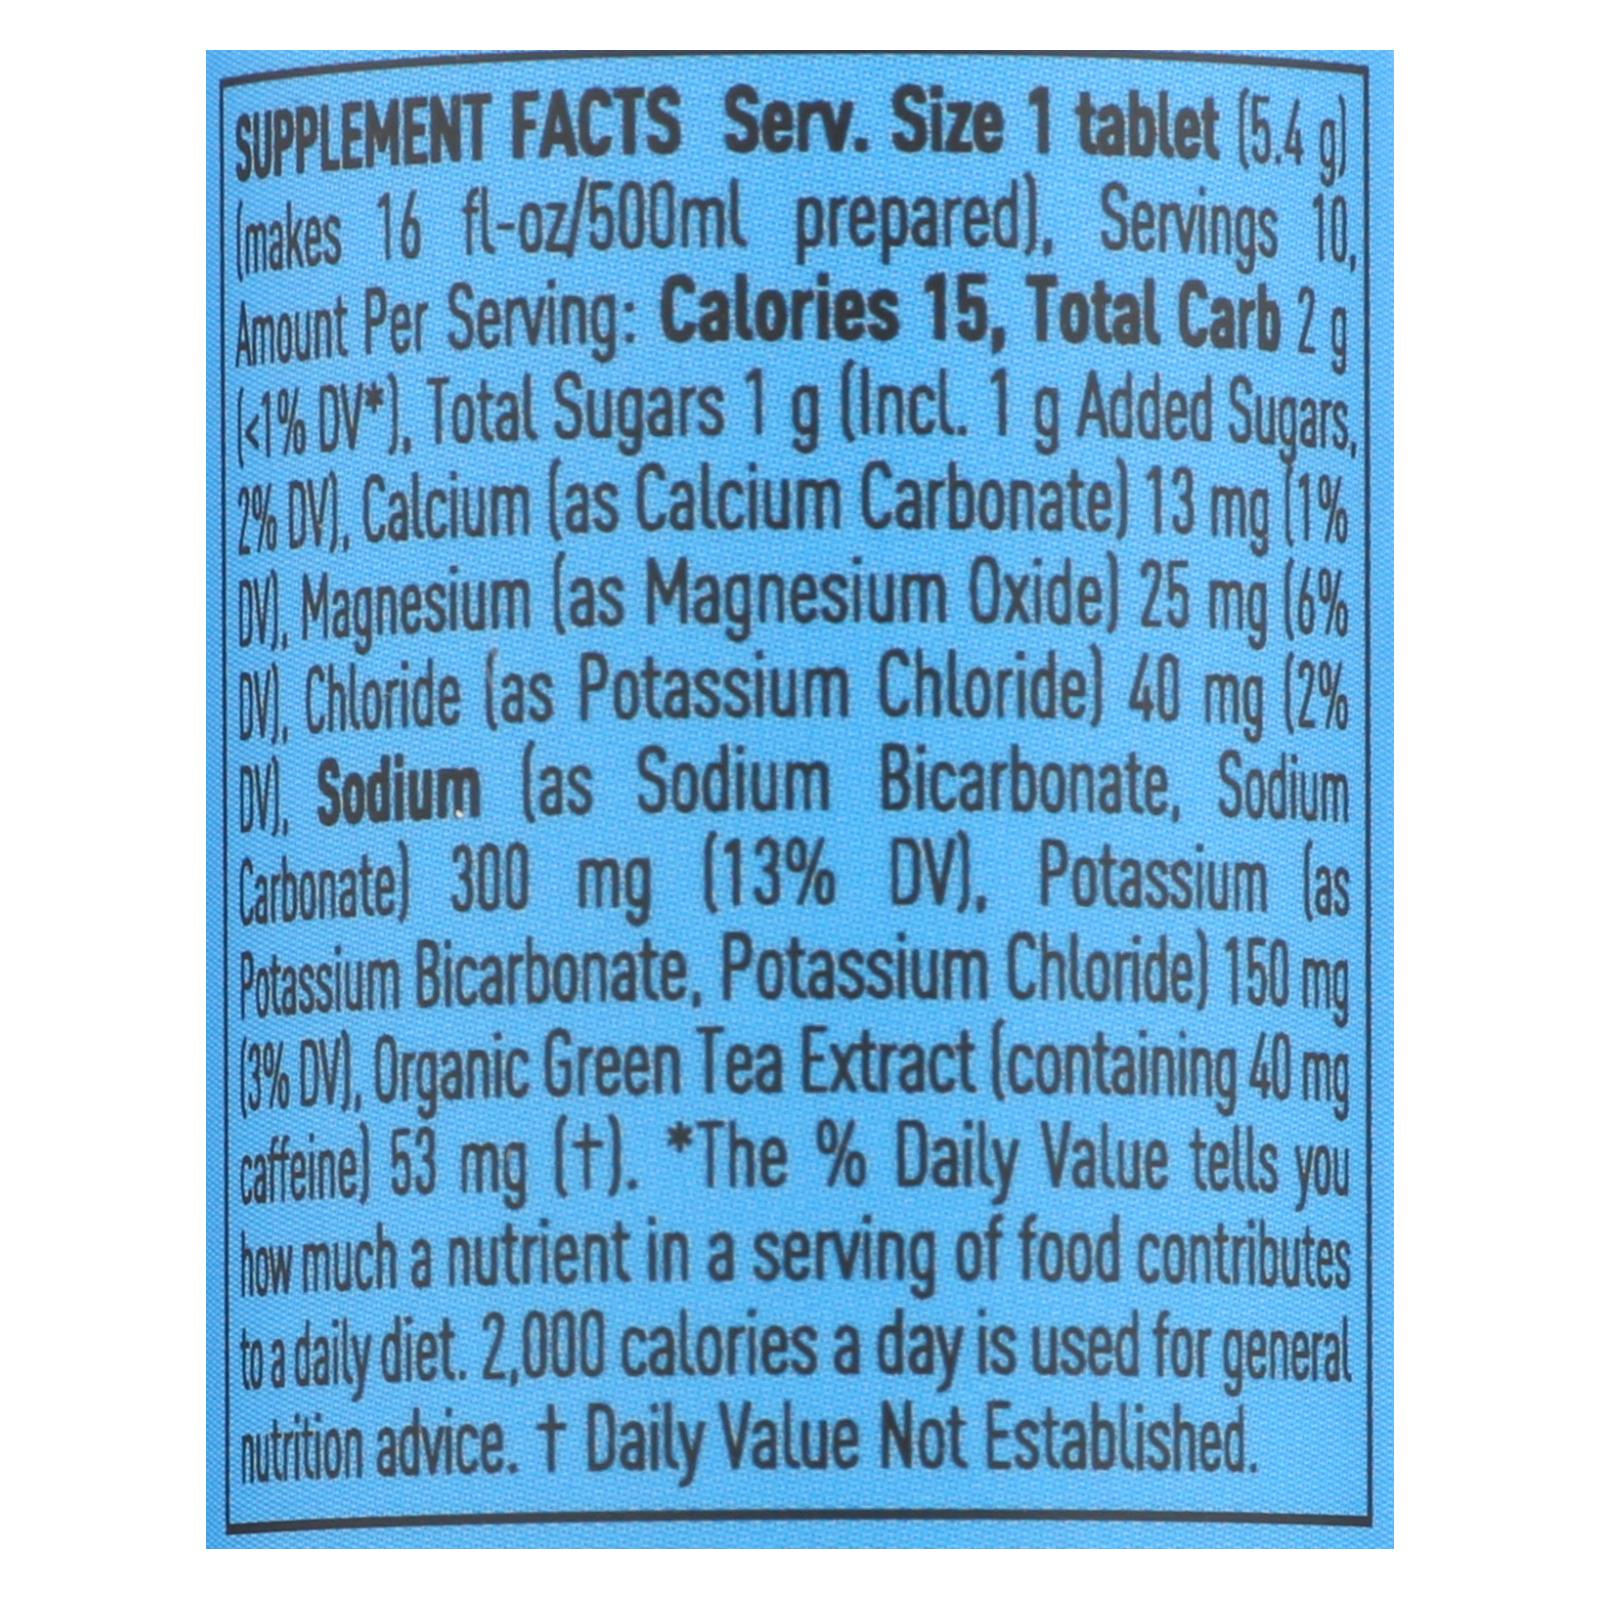 SUPPLEMENT FACTS Serv. Size 1 tablet (5.4 g)
(makes 16 fl-oz/500ml prepared), Servings 10,
Amount Per Serving: Calories 15, Total Carb 2 g
(<1% DV*), Total Sugars 1 g (Incl. 1 g Added Sugars,
2% DV), Calcium (as Calcium Carbonate) 13 mg (1%
DV), Magnesium (as Magnesium Oxide) 25 mg (6%
DV), Chloride (as Potassium Chloride) 40 mg (2%
DV), Sodium (as Sodium Bicarbonate, Sodium
Carbonate) 300 mg (13% DV), Potassium (as
Potassium Bicarbonate, Potassium Chloride) 150 mg
(3% DV), Organic Green Tea Extract (containing 40 mg
caffeine) 53 mg (†). *The % Daily Value tells you
how much a nutrient in a serving of food contributes
to a daily diet. 2,000 calories a day is used for general
nutrition advice. † Daily Value Not Established.